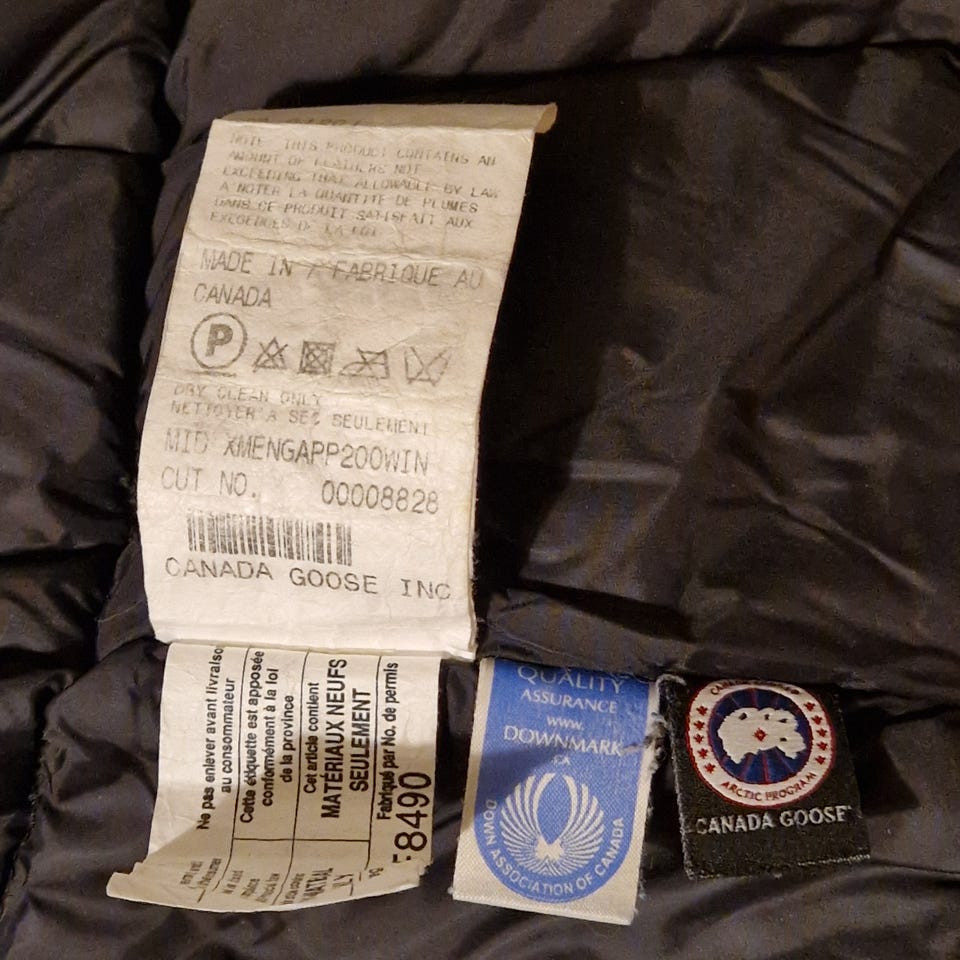 NOTE THIS PRODUCT CONTAINS AN
AMOUNT OF FEATHERS NOT
EXCEEDING THAT ALLOWABLE BY LAW
A NOTER LA QUANTITE DE PLUMES
DANS CE PRODUIT SATISFAIT AUX
EXEGEDCES DE LA LOI
MADE IN / FABRIQUE AU
CANADA
P
DRY CLEAN ONLY
NETTOYER A SEC SEULEMENT
MID XMENGAPP200WIN
CUT NO. 00008828
CANADA GOOSE INC
Ne pas enlever avant livraiso
au consommateur
Cette étiquette est apposée
conformément à la loi
de la province
Cet article contient
MATÉRIAUX NEUFS
SEULEMENT
Fabriqué par No. de permis
8490
QUALITY
ASSURANCE
www.
DOWNMARK
CA
DOWN ASSOCIATION OF CANADA
CANADA GOOSE
ARCTIC PROGRAM
CANADA GOOSE